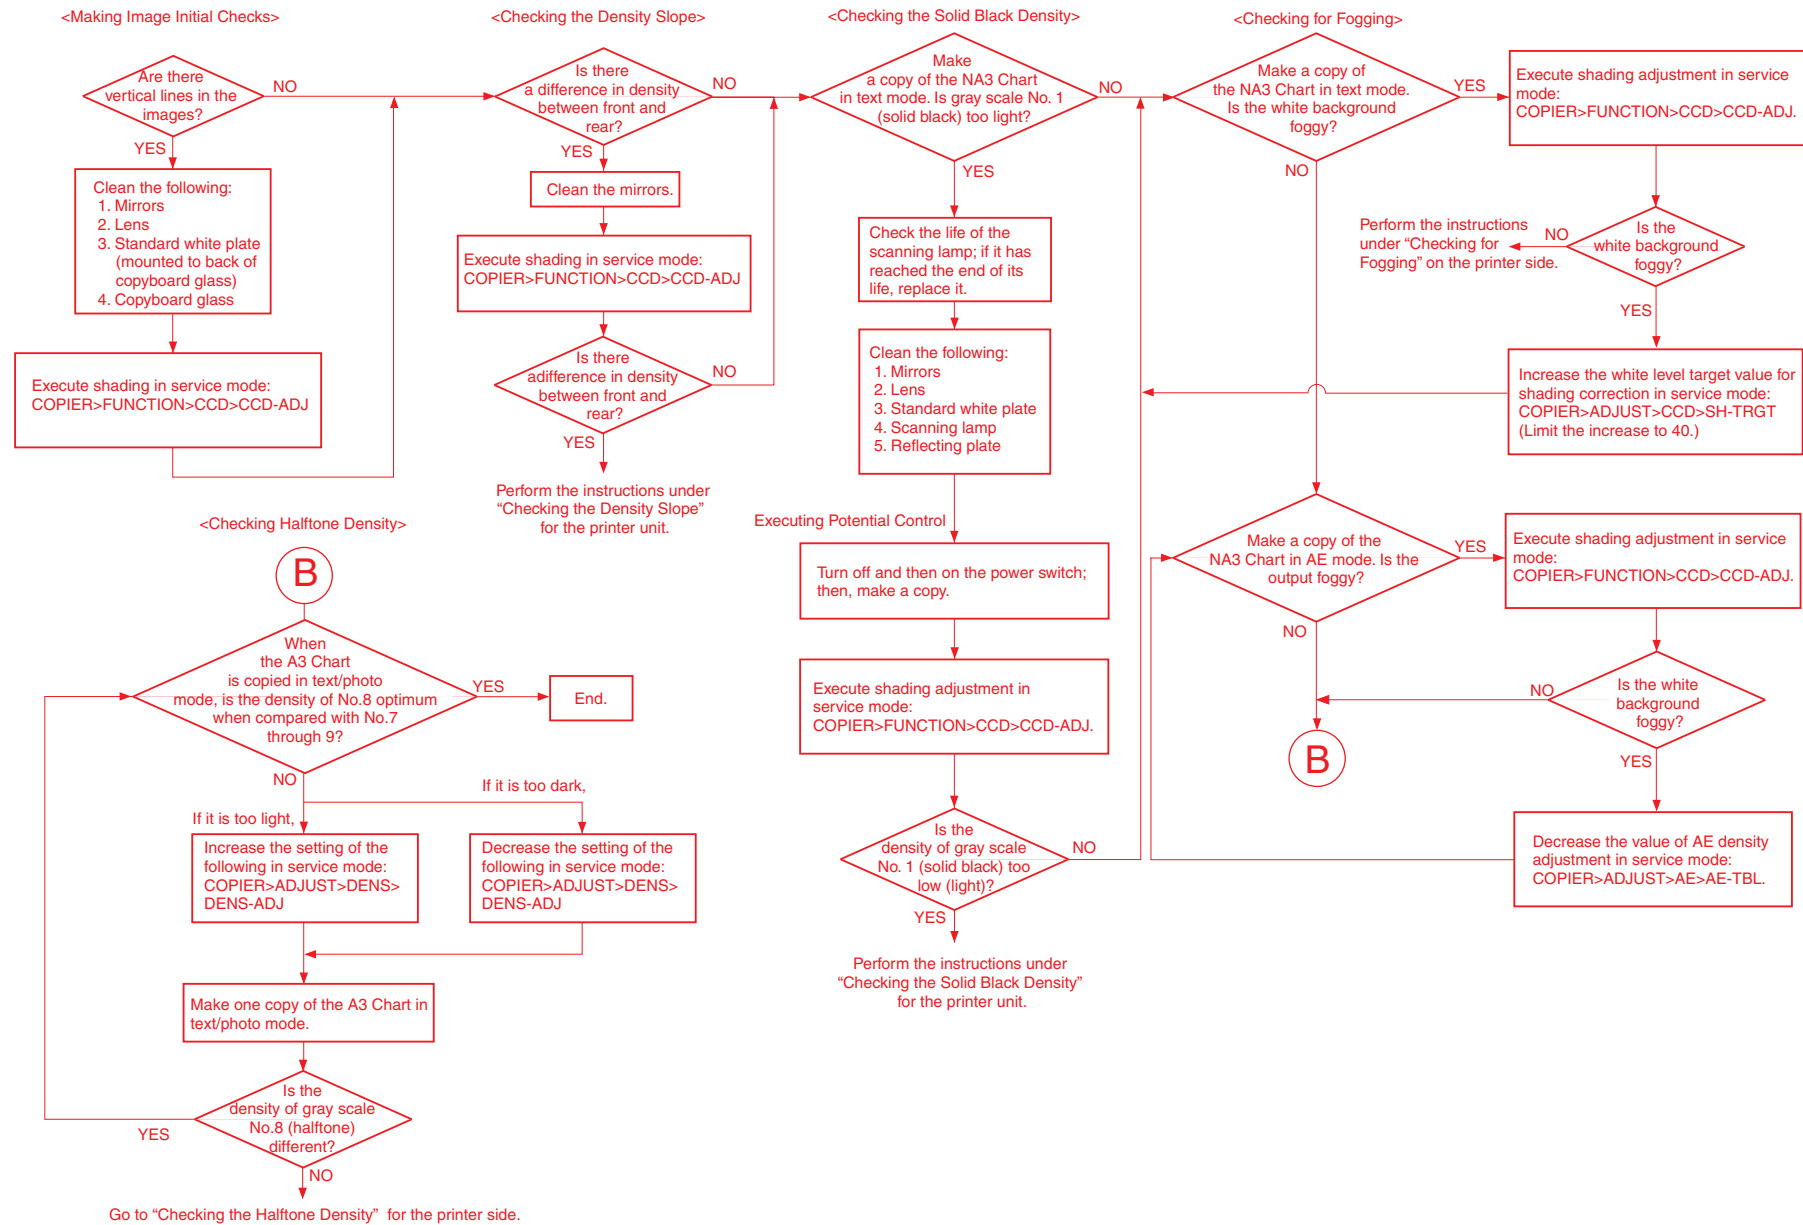 <Making Image Initial Checks>
Are there
vertical lines in the
images?
NO
YES
Clean the following:
1. Mirrors
2. Lens
3. Standard white plate
(mounted to back of
copyboard glass)
4. Copyboard glass
Execute shading in service mode:
COPIER>FUNCTION>CCD>CCD-ADJ
<Checking the Density Slope>
Is there
a difference in density
between front and
rear?
NO
YES
Clean the mirrors.
Execute shading in service mode:
COPIER>FUNCTION>CCD>CCD-ADJ
Is there
adifference in density
between front and
rear?
NO
YES
Perform the instructions under
“Checking the Density Slope”
for the printer unit.
<Checking the Solid Black Density>
Make
a copy of the NA3 Chart
in text mode. Is gray scale No. 1
(solid black) too light?
NO
YES
Check the life of the
scanning lamp; if it has
reached the end of its
life, replace it.
Clean the following:
1. Mirrors
2. Lens
3. Standard white plate
4. Scanning lamp
5. Reflecting plate
Executing Potential Control
Turn off and then on the power switch;
then, make a copy.
Execute shading adjustment in
service mode:
COPIER>FUNCTION>CCD>CCD-ADJ.
Is the
density of gray scale
No. 1 (solid black) too
low (light)?
NO
YES
Perform the instructions under
“Checking the Solid Black Density”
for the printer unit.
<Checking for Fogging>
Make a copy of
the NA3 Chart in text mode.
Is the white background
foggy?
YES
NO
Execute shading adjustment in service
mode:
COPIER>FUNCTION>CCD>CCD-ADJ.
Is the
white background
foggy?
NO
Perform the instructions
under “Checking for
Fogging” on the printer side.
YES
Increase the white level target value for
shading correction in service mode:
COPIER>ADJUST>CCD>SH-TRGT
(Limit the increase to 40.)
Make a copy of the
NA3 Chart in AE mode. Is the
output foggy?
YES
NO
Execute shading adjustment in service
mode:
COPIER>FUNCTION>CCD>CCD-ADJ.
Is the white
background
foggy?
NO
YES
B
Decrease the value of AE density
adjustment in service mode:
COPIER>ADJUST>AE>AE-TBL.
<Checking Halftone Density>
B
When
the A3 Chart
is copied in text/photo
mode, is the density of No.8 optimum
when compared with No.7
through 9?
YES
End.
NO
If it is too dark,
If it is too light,
Increase the setting of the
following in service mode:
COPIER>ADJUST>DENS>
DENS-ADJ
Decrease the setting of the
following in service mode:
COPIER>ADJUST>DENS>
DENS-ADJ
Make one copy of the A3 Chart in
text/photo mode.
Is the
density of gray scale
No.8 (halftone)
different?
YES
NO
Go to “Checking the Halftone Density” for the printer side.